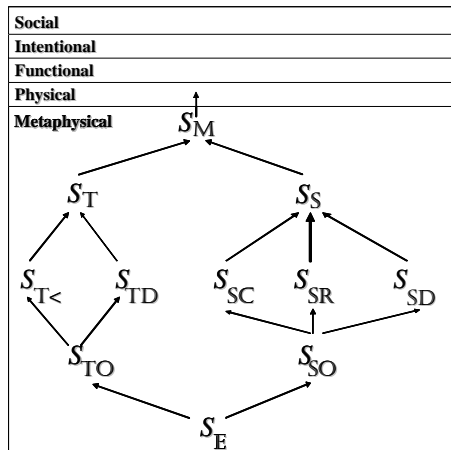 Social
Intentional
Functional
Physical
Metaphysical
SM
ST
SS
ST<
STD
SSC
SSR
SSD
STO
SSO
SE